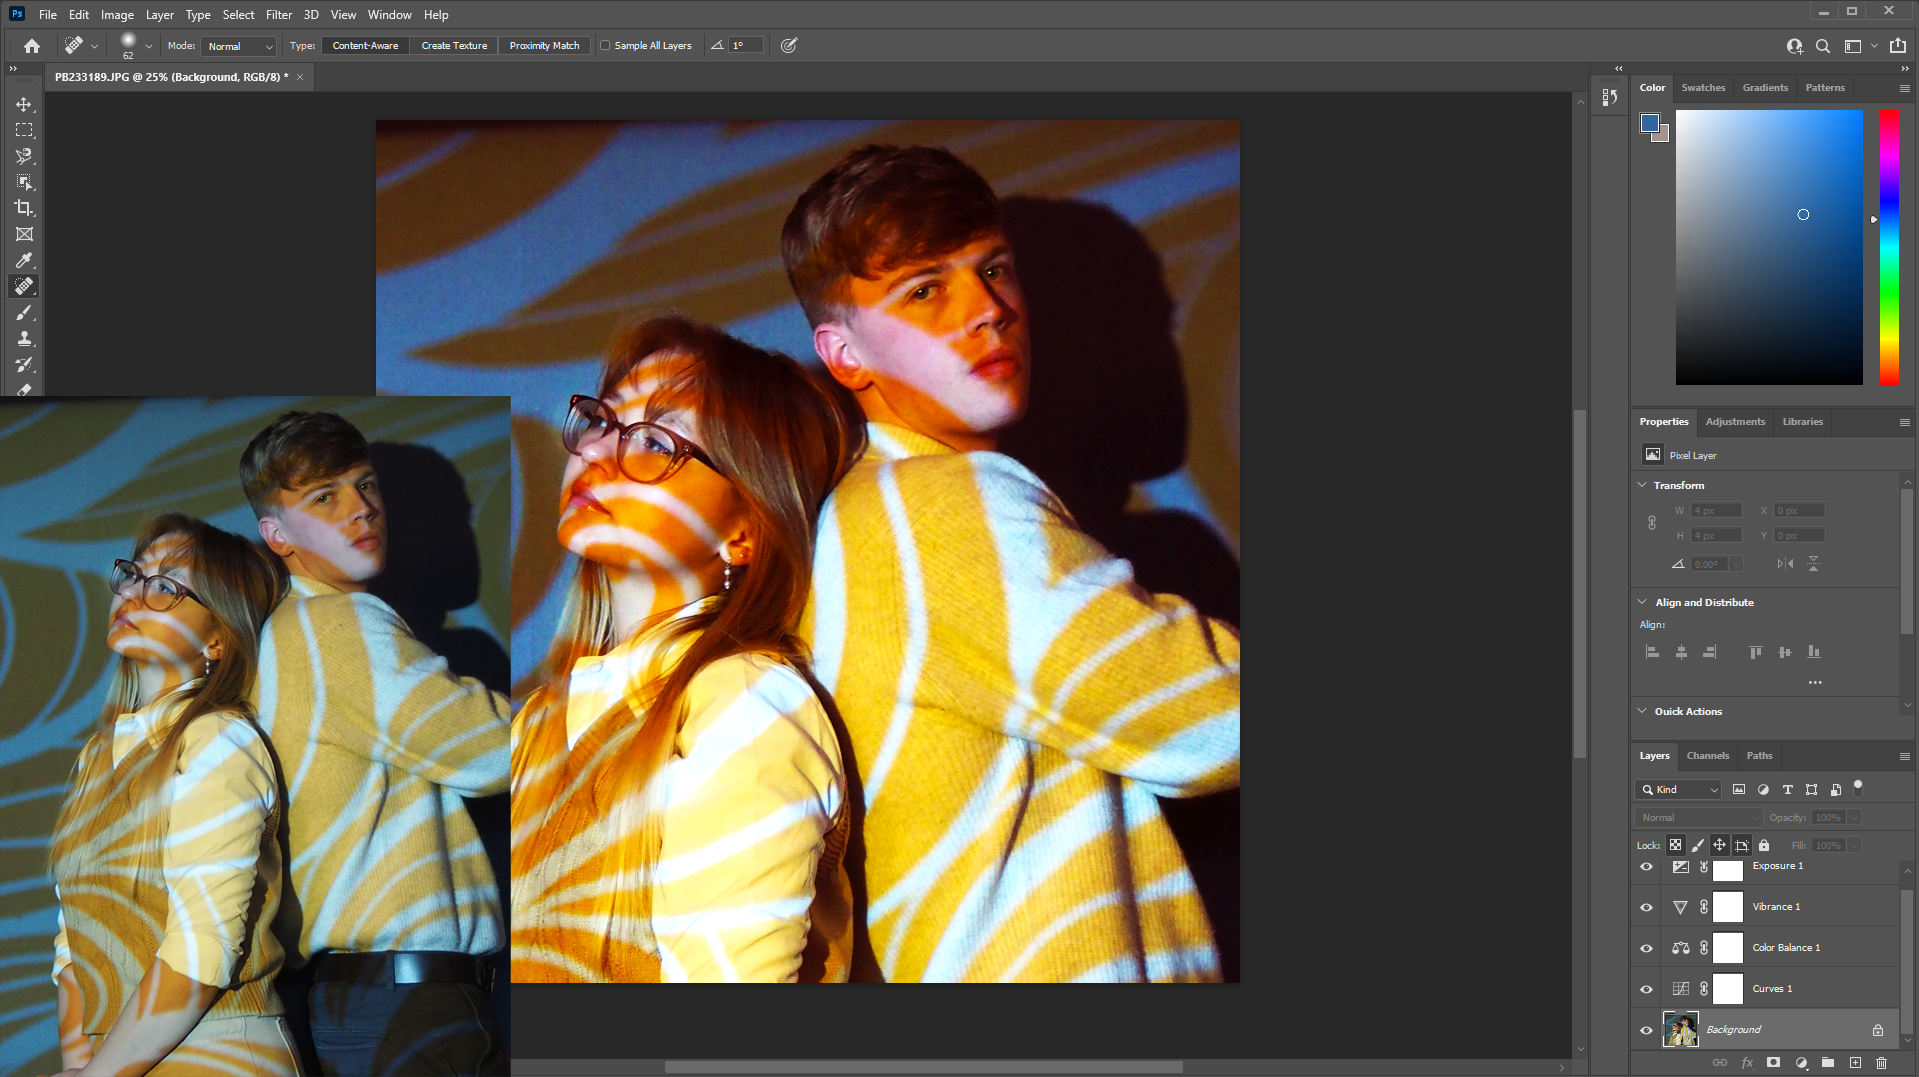 Ps File Edit Image Layer Type Select Filter 3D View Window Help
62 Mode: Normal Type: Content-Aware Create Texture Proximity Match Sample All Layers 1°
PB233189.JPG @ 25% (Background, RGB/8) * ×
Color Swatches Gradients Patterns
Properties Adjustments Libraries
Pixel Layer
Transform
W 4 px X 0 px
H 4 px Y 0 px
0.00°
Align and Distribute
Align:
Quick Actions
Layers Channels Paths
Kind
Normal Opacity: 100%
Lock: Fill: 100%
Exposure 1
Vibrance 1
Color Balance 1
Curves 1
Background
fx